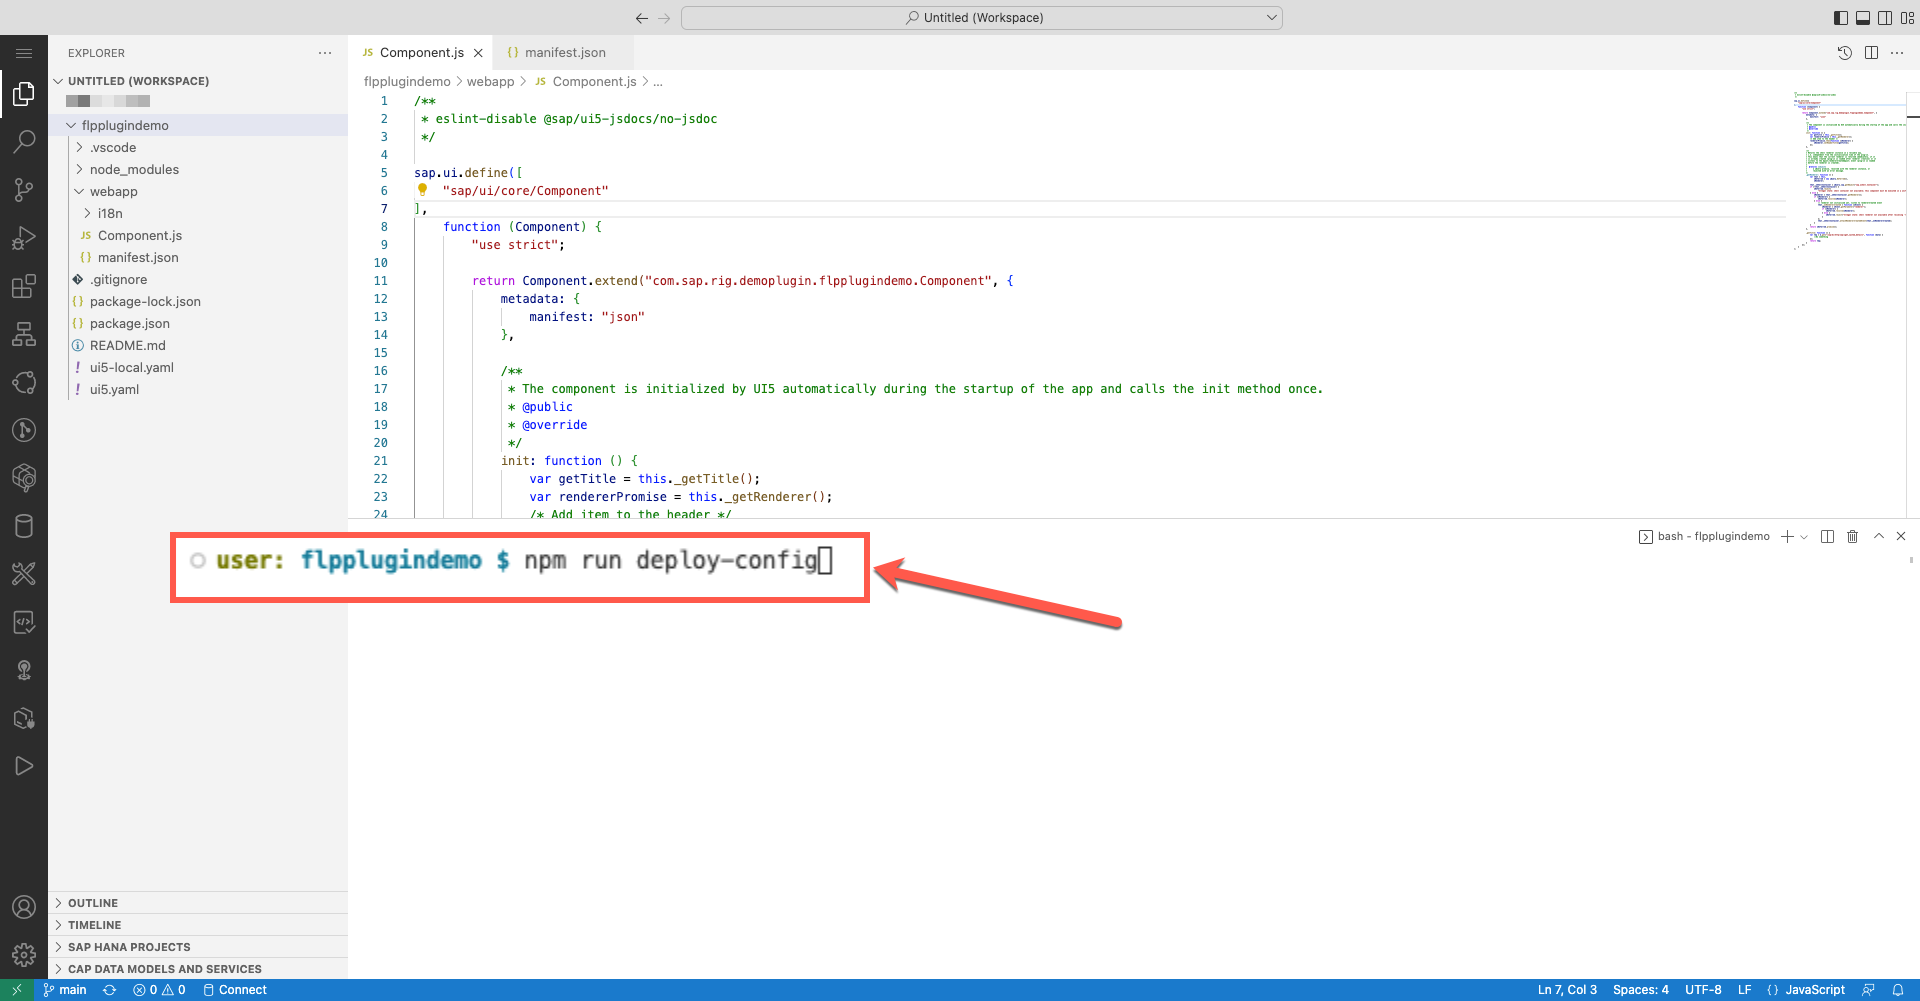 Untitled (Workspace)
EXPLORER
UNTITLED (WORKSPACE)
flpplugindemo
.vscode
node_modules
webapp
i18n
JS Component.js
{} manifest.json
.gitignore
{} package-lock.json
{} package.json
README.md
! ui5-local.yaml
! ui5.yaml
OUTLINE
TIMELINE
SAP HANA PROJECTS
CAP DATA MODELS AND SERVICES
JS Component.js
{} manifest.json
flpplugindemo > webapp > JS Component.js > ...
1 /**
2 * eslint-disable @sap/ui5-jsdocs/no-jsdoc
3 */
4
5 sap.ui.define([
6 "sap/ui/core/Component"
7 ],
8 function (Component) {
9 "use strict";
10
11 return Component.extend("com.sap.rig.demoplugin.flpplugindemo.Component", {
12 metadata: {
13 manifest: "json"
14 },
15
16 /**
17 * The component is initialized by UI5 automatically during the startup of the app and calls the init method once.
18 * @public
19 * @override
20 */
21 init: function () {
22 var getTitle = this._getTitle();
23 var rendererPromise = this._getRenderer();
24 /* Add item to the header */
bash - flpplugindemo
user: flpplugindemo $ npm run deploy-config
main
0 0
Connect
Ln 7, Col 3
Spaces: 4
UTF-8
LF
{} JavaScript